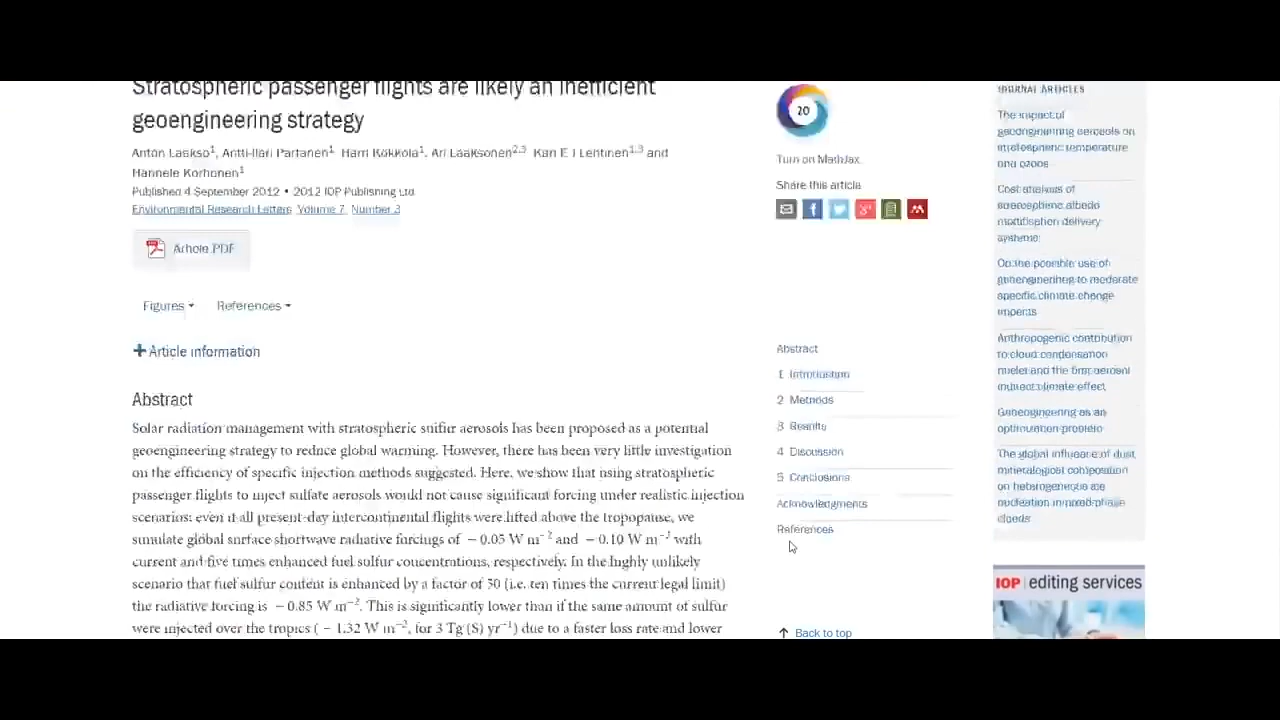 Stratospheric passenger flights are likely an inefficient
geoengineering strategy
Anton Laakso1, Antti-Ilari Partanen1, Harri Kokkola1, Ari Laaksonen2,3, Kari E J Lehtinen1,3 and
Hannele Korhonen1
Published 4 September 2012 • 2012 IOP Publishing Ltd
Environmental Research Letters, Volume 7, Number 3
Article PDF
Figures
References
Article information
Abstract
Solar radiation management with stratospheric sulfur aerosols has been proposed as a potential
geoengineering strategy to reduce global warming. However, there has been very little investigation
on the efficiency of specific injection methods suggested. Here, we show that using stratospheric
passenger flights to inject sulfate aerosols would not cause significant forcing under realistic injection
scenarios: even if all present-day intercontinental flights were lifted above the tropopause, we
simulate global surface shortwave radiative forcings of −0.05 W m−2 and −0.10 W m−2 with
current and five times enhanced fuel sulfur concentrations, respectively. In the highly unlikely
scenario that fuel sulfur content is enhanced by a factor of 50 (i.e. ten times the current legal limit)
the radiative forcing is −0.85 W m−2. This is significantly lower than if the same amount of sulfur
were injected over the tropics (−1.32 W m−2, for 3 Tg (S) yr−1) due to a faster loss rate and lower
20
Turn on MathJax
Share this article
Abstract
1 Introduction
2 Methods
3 Results
4 Discussion
5 Conclusions
Acknowledgments
References
Back to top
JOURNAL ARTICLES
The impact of
geoengineering aerosols on
stratospheric temperature
and ozone
Cost analysis of
stratospheric albedo
modification delivery
systems
On the possible use of
geoengineering to moderate
specific climate change
impacts
Anthropogenic contribution
to cloud condensation
nuclei and the first aerosol
indirect climate effect
Geoengineering as an
optimization problem
The global influence of dust
mineralogical composition
on heterogeneous ice
nucleation in mixed-phase
clouds
IOP | editing services